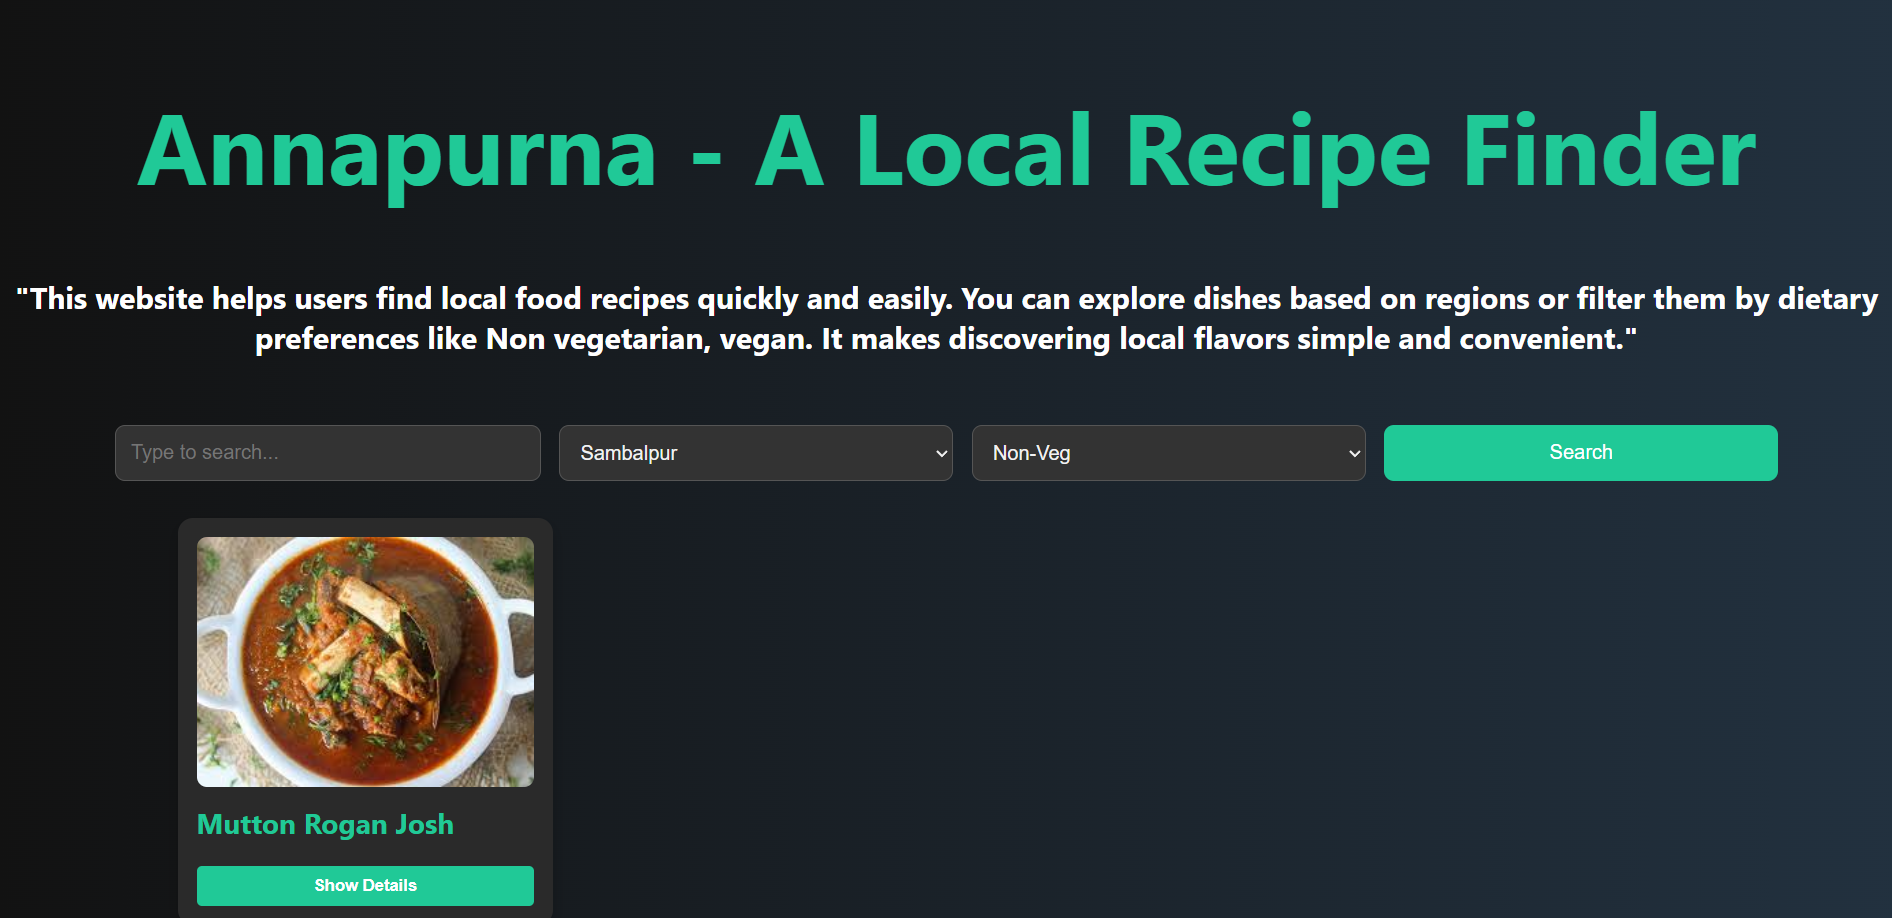 Annapurna - A Local Recipe Finder
"This website helps users find local food recipes quickly and easily. You can explore dishes based on regions or filter them by dietary
preferences like Non vegetarian, vegan. It makes discovering local flavors simple and convenient."
Type to search... Sambalpur Non-Veg Search
Mutton Rogan Josh
Show Details